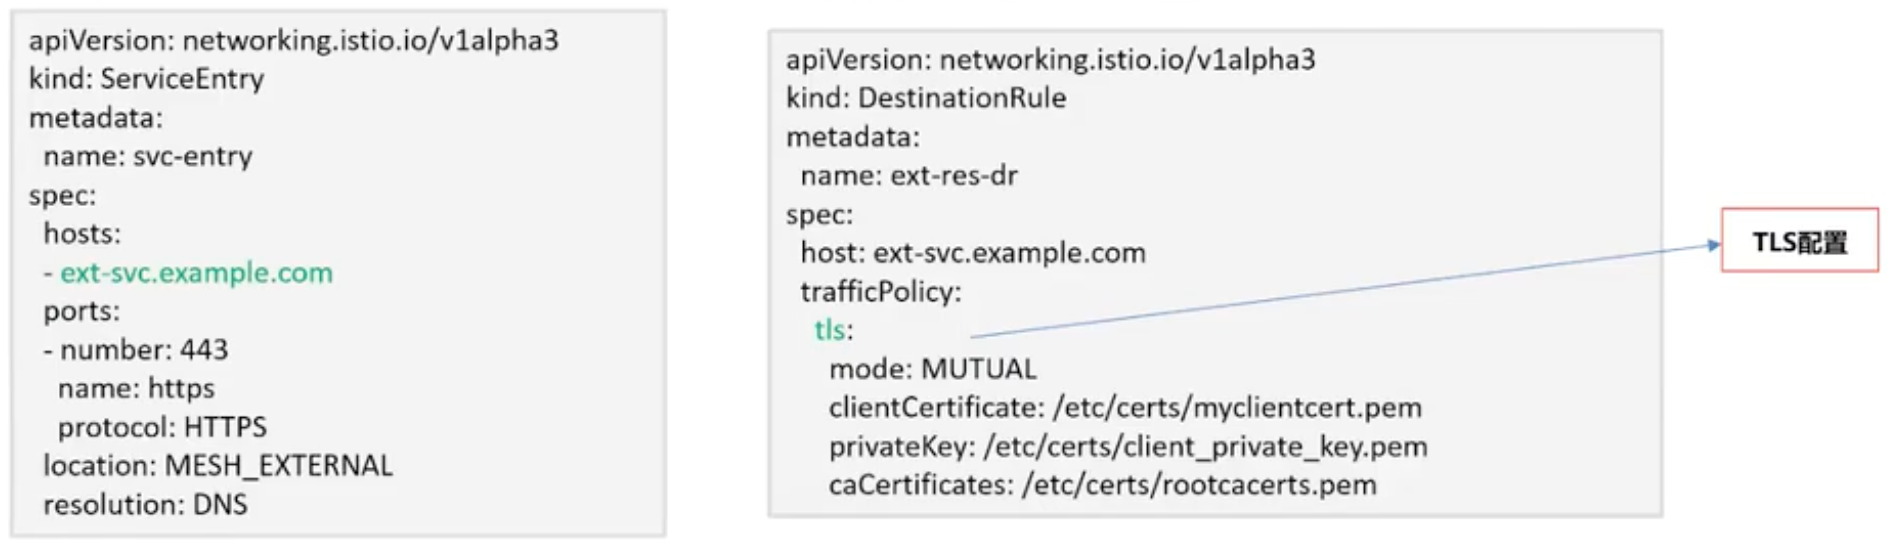 apiVersion: networking.istio.io/v1alpha3
kind: ServiceEntry
metadata:
  name: svc-entry
spec:
  hosts:
  - ext-svc.example.com
  ports:
  - number: 443
    name: https
    protocol: HTTPS
  location: MESH_EXTERNAL
  resolution: DNS
apiVersion: networking.istio.io/v1alpha3
kind: DestinationRule
metadata:
  name: ext-res-dr
spec:
  host: ext-svc.example.com
  trafficPolicy:
    tls:
      mode: MUTUAL
      clientCertificate: /etc/certs/myclientcert.pem
      privateKey: /etc/certs/client_private_key.pem
      caCertificates: /etc/certs/rootcacerts.pem
TLS配置